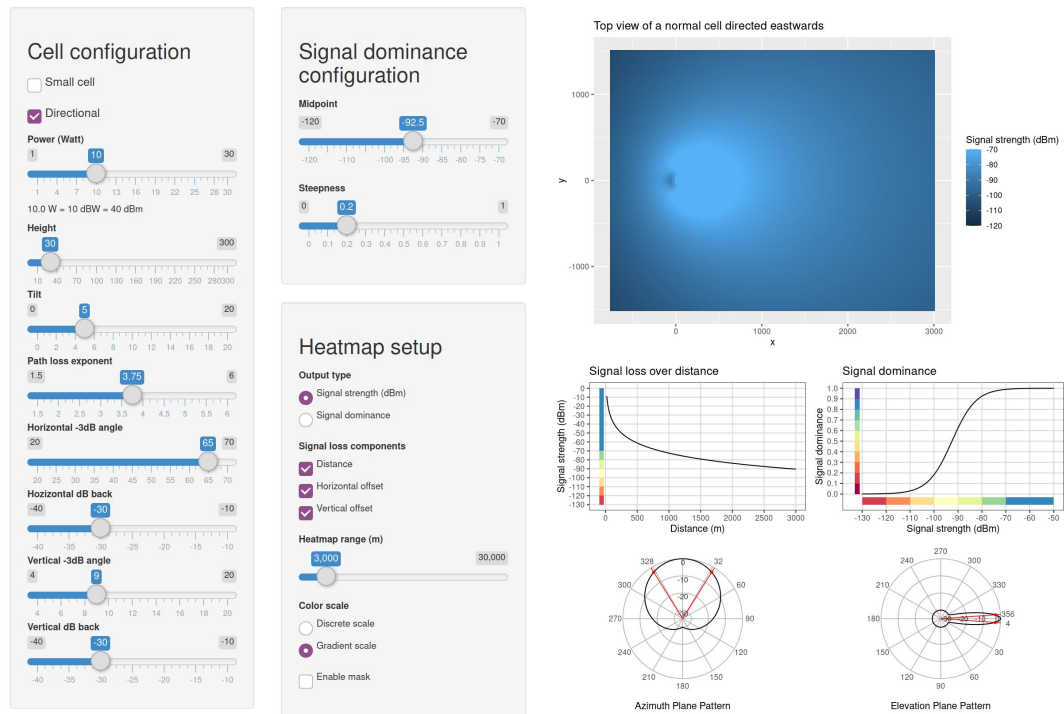 Cell configuration
Small cell
Directional
Power (Watt)
1 10 30
1 4 7 10 13 16 19 22 25 28 30
10.0 W = 10 dBW = 40 dBm
Height
30 300
10 40 70 100 130 160 190 220 250 280300
Tilt
0 5 20
0 2 4 6 8 10 12 14 16 18 20
Path loss exponent
1.5 3.75 6
1.5 2 2.5 3 3.5 4 4.5 5 5.5 6
Horizontal -3dB angle
20 65 70
20 25 30 35 40 45 50 55 60 65 70
Hozizontal dB back
-40 -30 -10
-40 -35 -30 -25 -20 -15 -10
Vertical -3dB angle
4 9 20
4 6 8 10 12 14 16 18 20
Vertical dB back
-40 -30 -10
-40 -35 -30 -25 -20 -15 -10
Signal dominance
configuration
Midpoint
-120 -92.5 -70
-120 -110 -100 -95 -90 -85 -80 -75 -70
Steepness
0 0.2 1
0 0.1 0.2 0.3 0.4 0.5 0.6 0.7 0.8 0.9 1
Heatmap setup
Output type
Signal strength (dBm)
Signal dominance
Signal loss components
Distance
Horizontal offset
Vertical offset
Heatmap range (m)
3,000 30,000
Color scale
Discrete scale
Gradient scale
Enable mask
Top view of a normal cell directed eastwards
1000
0
-1000
y
0 1000 2000 3000
x
Signal strength (dBm)
-70
-80
-90
-100
-110
-120
Signal loss over distance
Signal strength (dBm)
0
-10
-20
-30
-40
-50
-60
-70
-80
-90
-100
-110
-120
-130
0 500 1000 1500 2000 2500 3000
Distance (m)
Signal dominance
Signal dominance
1.0
0.9
0.8
0.7
0.6
0.5
0.4
0.3
0.2
0.1
0.0
-130 -120 -110 -100 -90 -80 -70 -60 -50
Signal strength (dBm)
328 0 32
300 -10 60
-20
270 -30 90
240 120
210 180 150
Azimuth Plane Pattern
270
240 300
210 330
356
180 -30 -20 -10 0
4
150 30
120 60
90
Elevation Plane Pattern